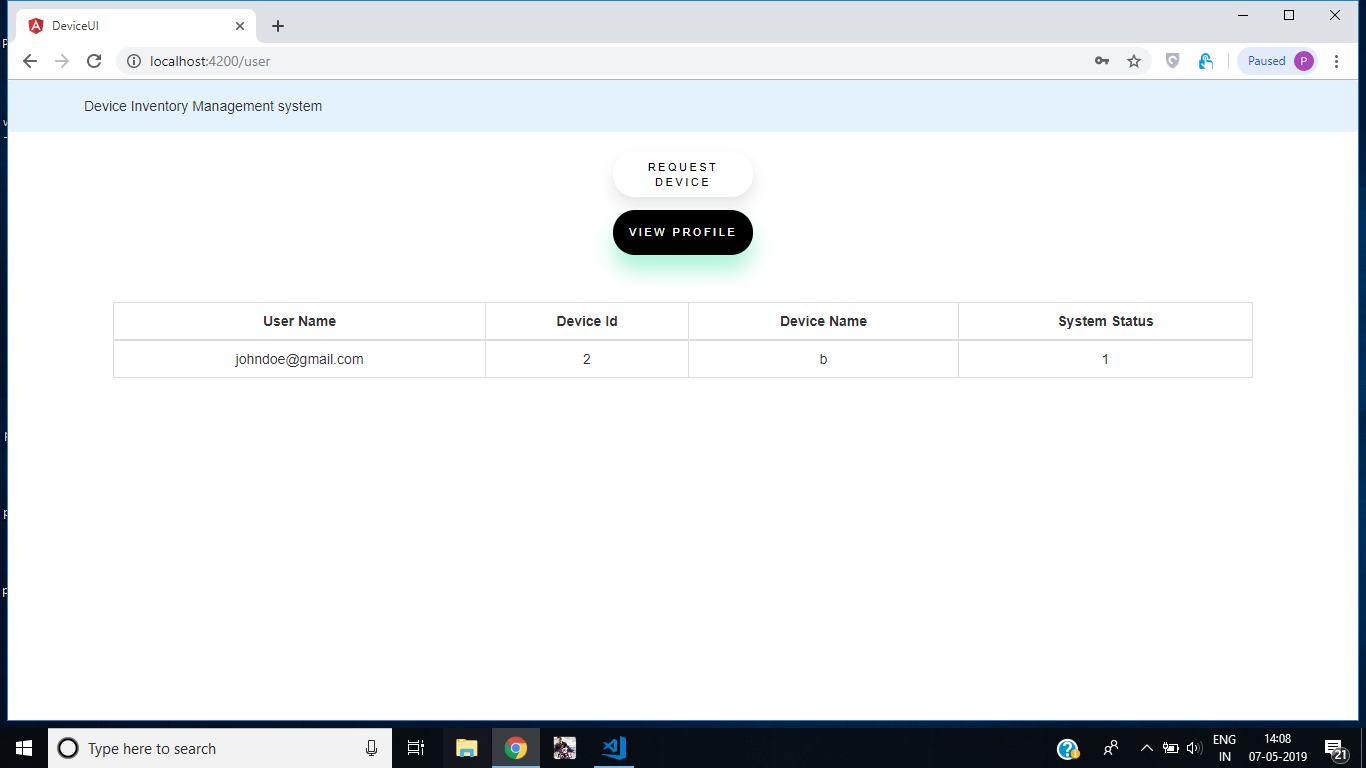 DeviceUI
localhost:4200/user
Paused P
Device Inventory Management system
REQUEST
DEVICE
VIEW PROFILE
User Name Device Id Device Name System Status
johndoe@gmail.com 2 b 1
Type here to search
ENG
IN
14:08
07-05-2019
21